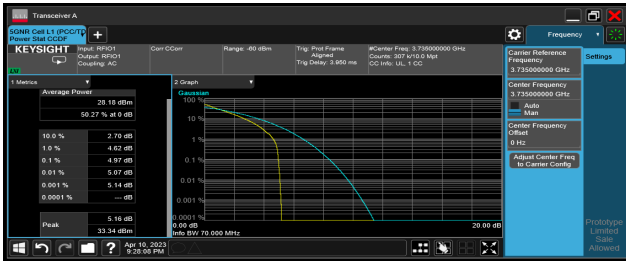 Transceiver A
5GNR Cell L1 (PCC/TD
Power Stat CCDF
Frequency
KEYSIGHT
Input: RFIO1
Output: RFIO1
Coupling: AC
Corr CCorr
Range: -60 dBm
Trig: Prot Frame
Aligned
Trig Delay: 3.950 ms
#Center Freq: 3.735000000 GHz
Counts: 307 k/10.0 Mpt
CC Info: UL, 1 CC
1 Metrics
Average Power
28.18 dBm
50.27 % at 0 dB
10.0 % 2.70 dB
1.0 % 4.62 dB
0.1 % 4.97 dB
0.01 % 5.07 dB
0.001 % 5.14 dB
0.0001 % --- dB
Peak
5.16 dB
33.34 dBm
2 Graph
Gaussian
100 %
10 %
1 %
0.1 %
0.01 %
0.001 %
0.0001 %
0.00 dB
20.00 dB
Info BW 70.000 MHz
Carrier Reference
Frequency
3.735000000 GHz
Center Frequency
3.735000000 GHz
Auto
Man
Center Frequency
Offset
0 Hz
Adjust Center Freq
to Carrier Config
Settings
Prototype
Limited
Sale
Allowed
?
Apr 10, 2023
9:28:08 PM